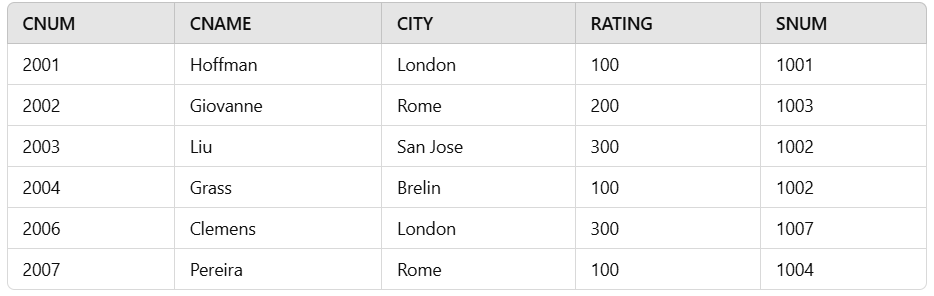 CNUM CNAME CITY RATING SNUM
2001 Hoffman London 100 1001
2002 Giovanne Rome 200 1003
2003 Liu San Jose 300 1002
2004 Grass Brelin 100 1002
2006 Clemens London 300 1007
2007 Pereira Rome 100 1004